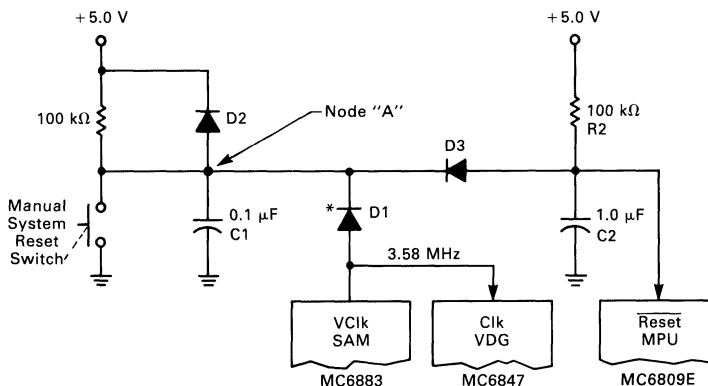 +5.0 V
+5.0 V
100 kΩ
D2
Node "A"
100 kΩ
R2
D3
Manual
System
Reset
Switch
0.1 µF
C1
*
D1
1.0 µF
C2
3.58 MHz
VClk
SAM
Clk
VDG
Reset
MPU
MC6883
MC6847
MC6809E